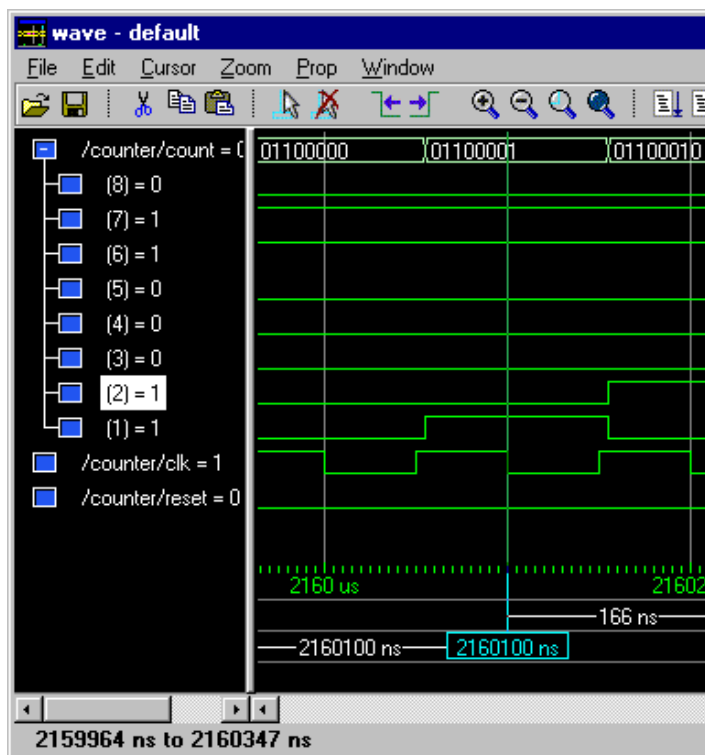 wave - default
File Edit Cursor Zoom Prop Window
/counter/count = 0 01100000 01100001 01100010
(8) = 0
(7) = 1
(6) = 1
(5) = 0
(4) = 0
(3) = 0
(2) = 1
(1) = 1
/counter/clk = 1
/counter/reset = 0
2160 us 21602
166 ns
2160100 ns 2160100 ns
2159964 ns to 2160347 ns